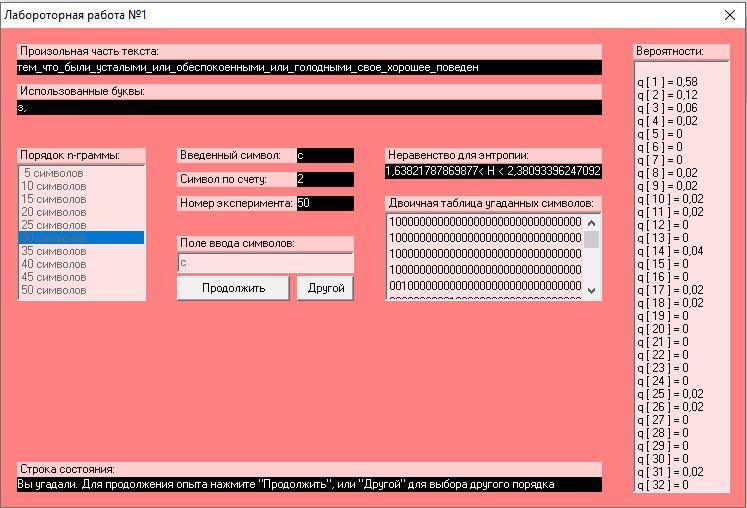 Лабороторная работа №1
Произольная часть текста:
тем_что_были_усталыми_или_обеспокоенными_или_голодными_свое_хорошее_поведен
Использованные буквы:
з,
Порядок n-граммы:
5 символов
10 символов
15 символов
20 символов
25 символов
30 символов
35 символов
40 символов
45 символов
50 символов
Введенный символ: с
Символ по счету: 2
Номер эксперимента: 50
Поле ввода символов:
с
Продолжить
Другой
Неравенство для энтропии:
1,63821787869877< H < 2,38093396247092
Двоичная таблица угаданных символов:
10000000000000000000000000000000
10000000000000000000000000000000
10000000000000000000000000000000
10000000000000000000000000000000
00100000000000000000000000000000
Вероятности:
q [ 1 ] = 0,58
q [ 2 ] = 0,12
q [ 3 ] = 0,06
q [ 4 ] = 0,02
q [ 5 ] = 0
q [ 6 ] = 0
q [ 7 ] = 0
q [ 8 ] = 0,02
q [ 9 ] = 0,02
q [ 10 ] = 0,02
q [ 11 ] = 0,02
q [ 12 ] = 0
q [ 13 ] = 0
q [ 14 ] = 0,04
q [ 15 ] = 0
q [ 16 ] = 0
q [ 17 ] = 0,02
q [ 18 ] = 0,02
q [ 19 ] = 0
q [ 20 ] = 0
q [ 21 ] = 0
q [ 22 ] = 0
q [ 23 ] = 0
q [ 24 ] = 0
q [ 25 ] = 0,02
q [ 26 ] = 0,02
q [ 27 ] = 0
q [ 28 ] = 0
q [ 29 ] = 0
q [ 30 ] = 0
q [ 31 ] = 0,02
q [ 32 ] = 0
Строка состояния:
Вы угадали. Для продолжения опыта нажмите "Продолжить", или "Другой" для выбора другого порядка